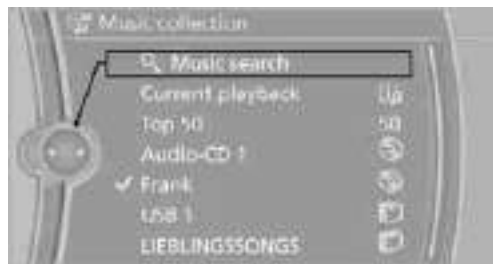 Music collection
Music search
Current playback
Top 50 50
Audio-CD 1
Frank
USB 1
LIEBLINGSSONGS